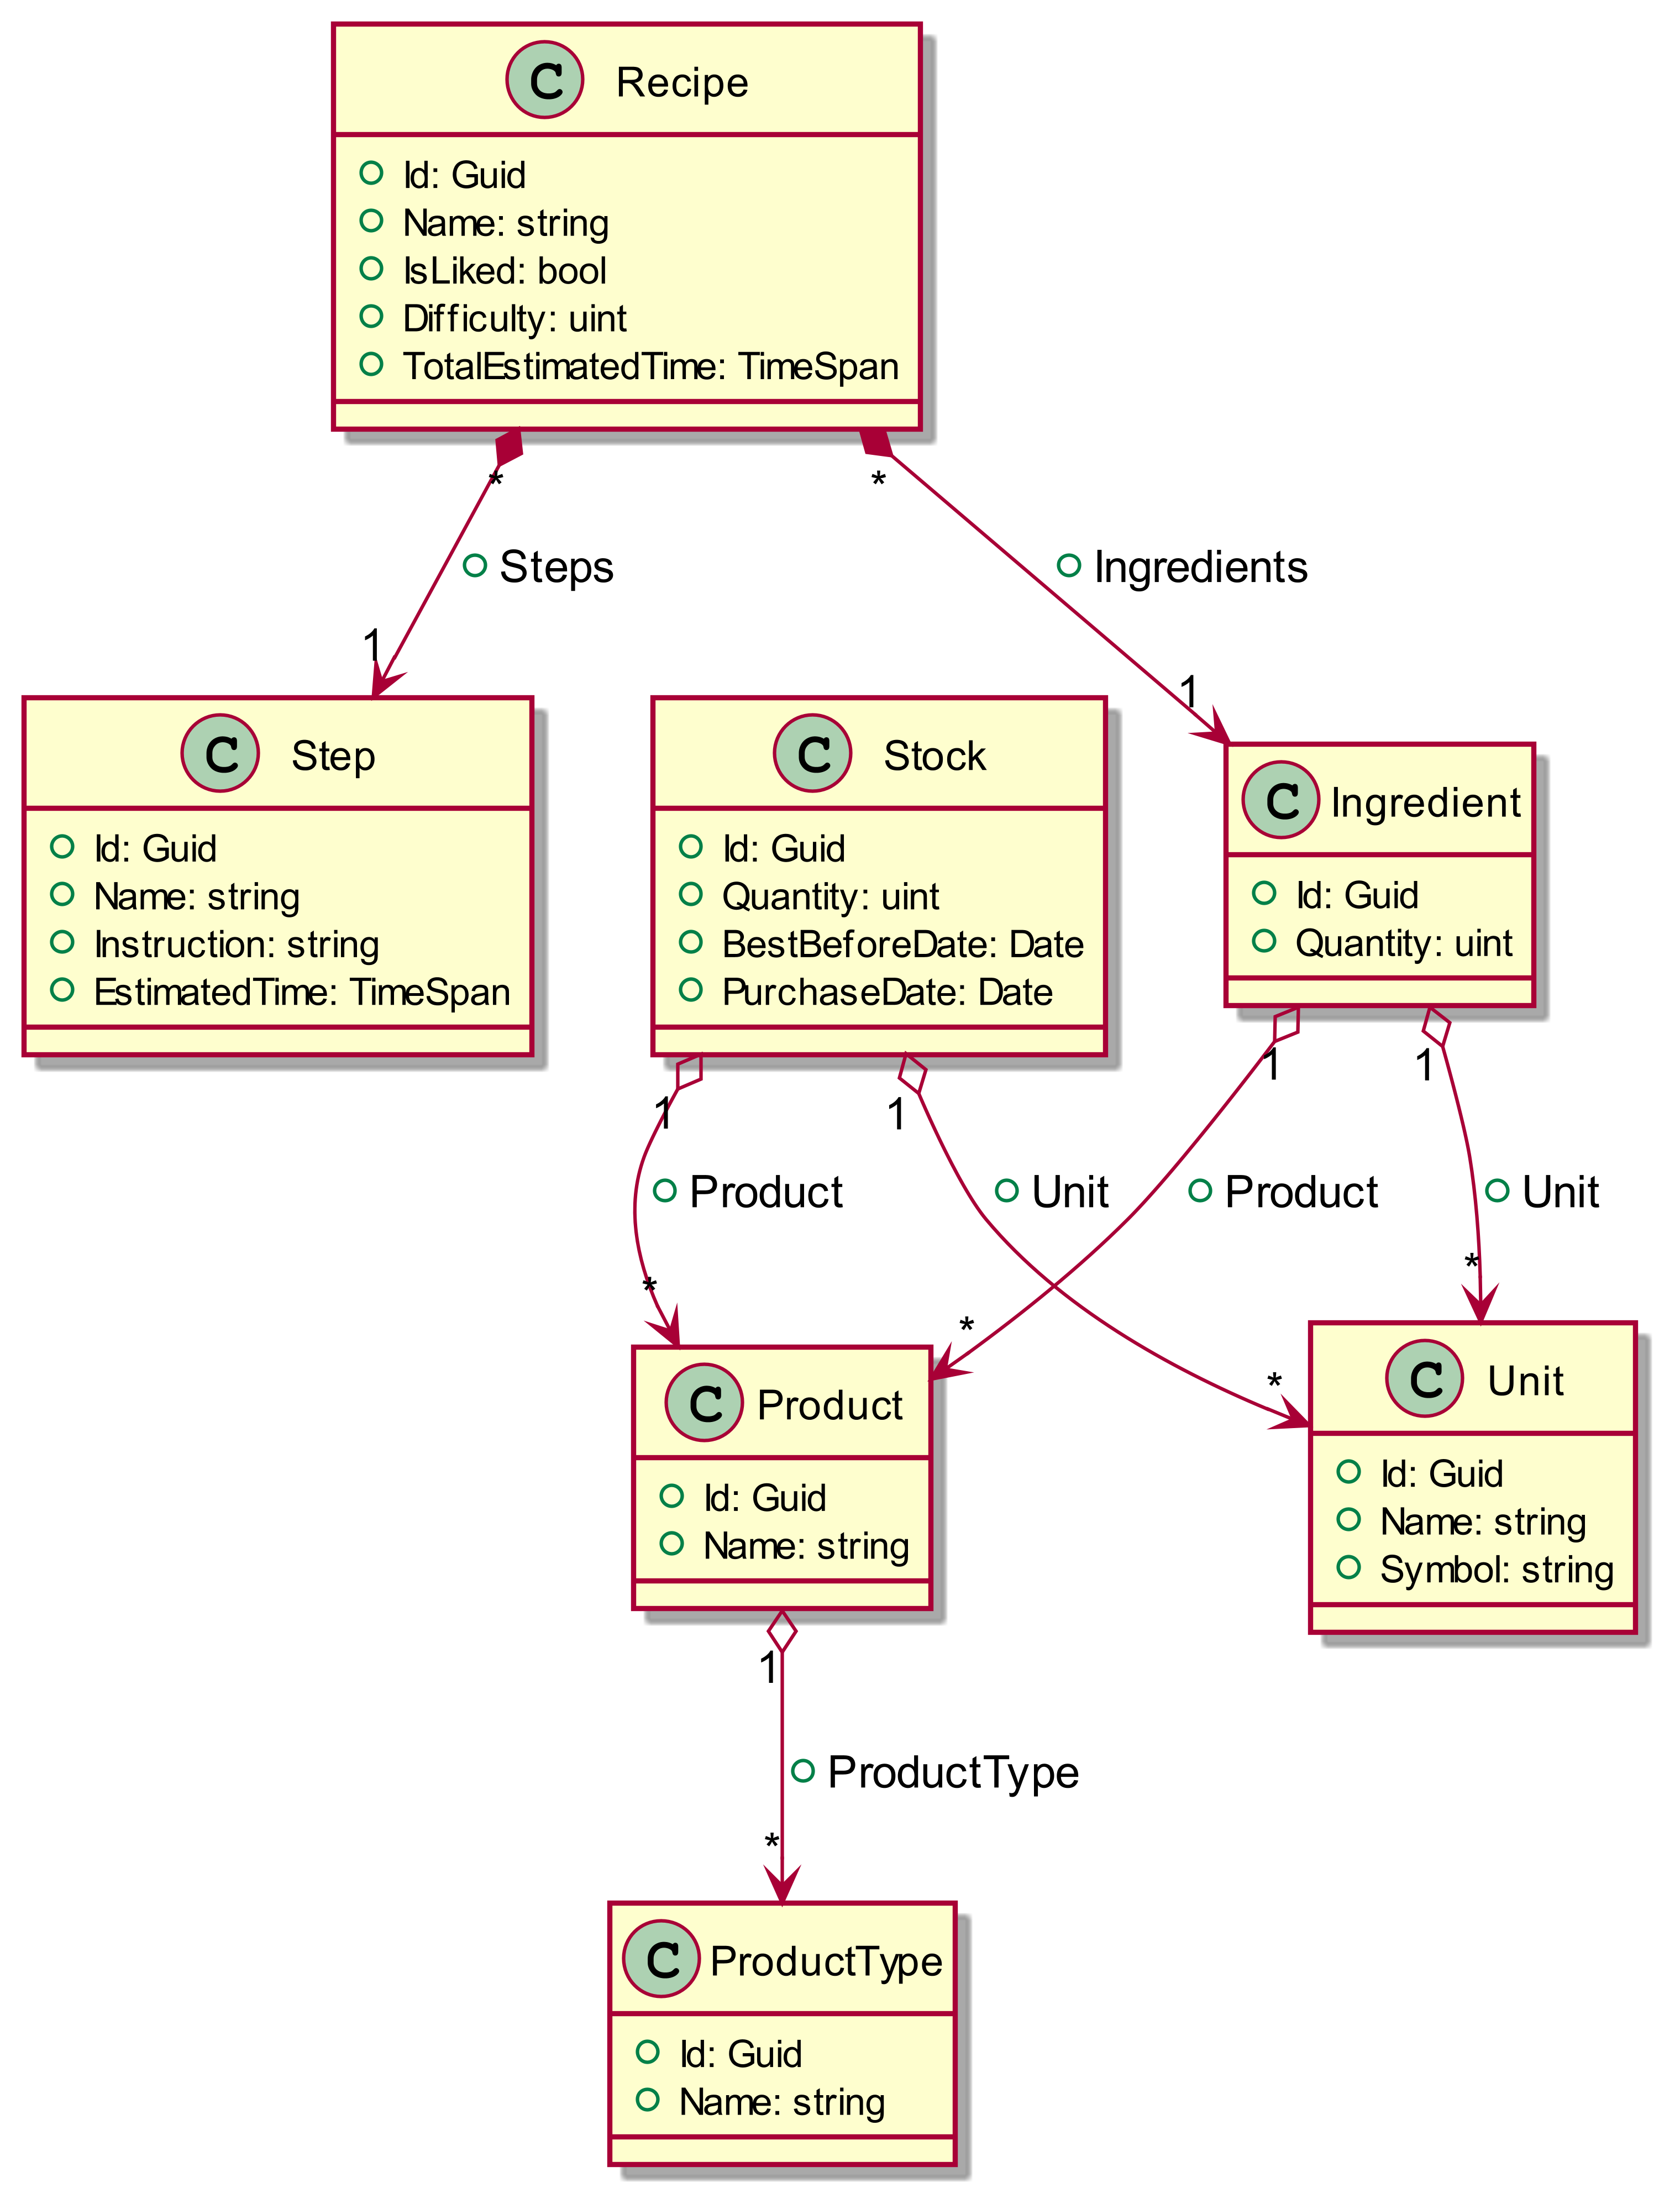 C Recipe
Id: Guid
Name: string
IsLiked: bool
Difficulty: uint
TotalEstimatedTime: TimeSpan
* *
Steps Ingredients
1 1
C Step
Id: Guid
Name: string
Instruction: string
EstimatedTime: TimeSpan
C Stock
Id: Guid
Quantity: uint
BestBeforeDate: Date
PurchaseDate: Date
C Ingredient
Id: Guid
Quantity: uint
1 1 1 1
Product Unit Product Unit
* * * *
C Product
Id: Guid
Name: string
C Unit
Id: Guid
Name: string
Symbol: string
1
ProductType
*
C ProductType
Id: Guid
Name: string